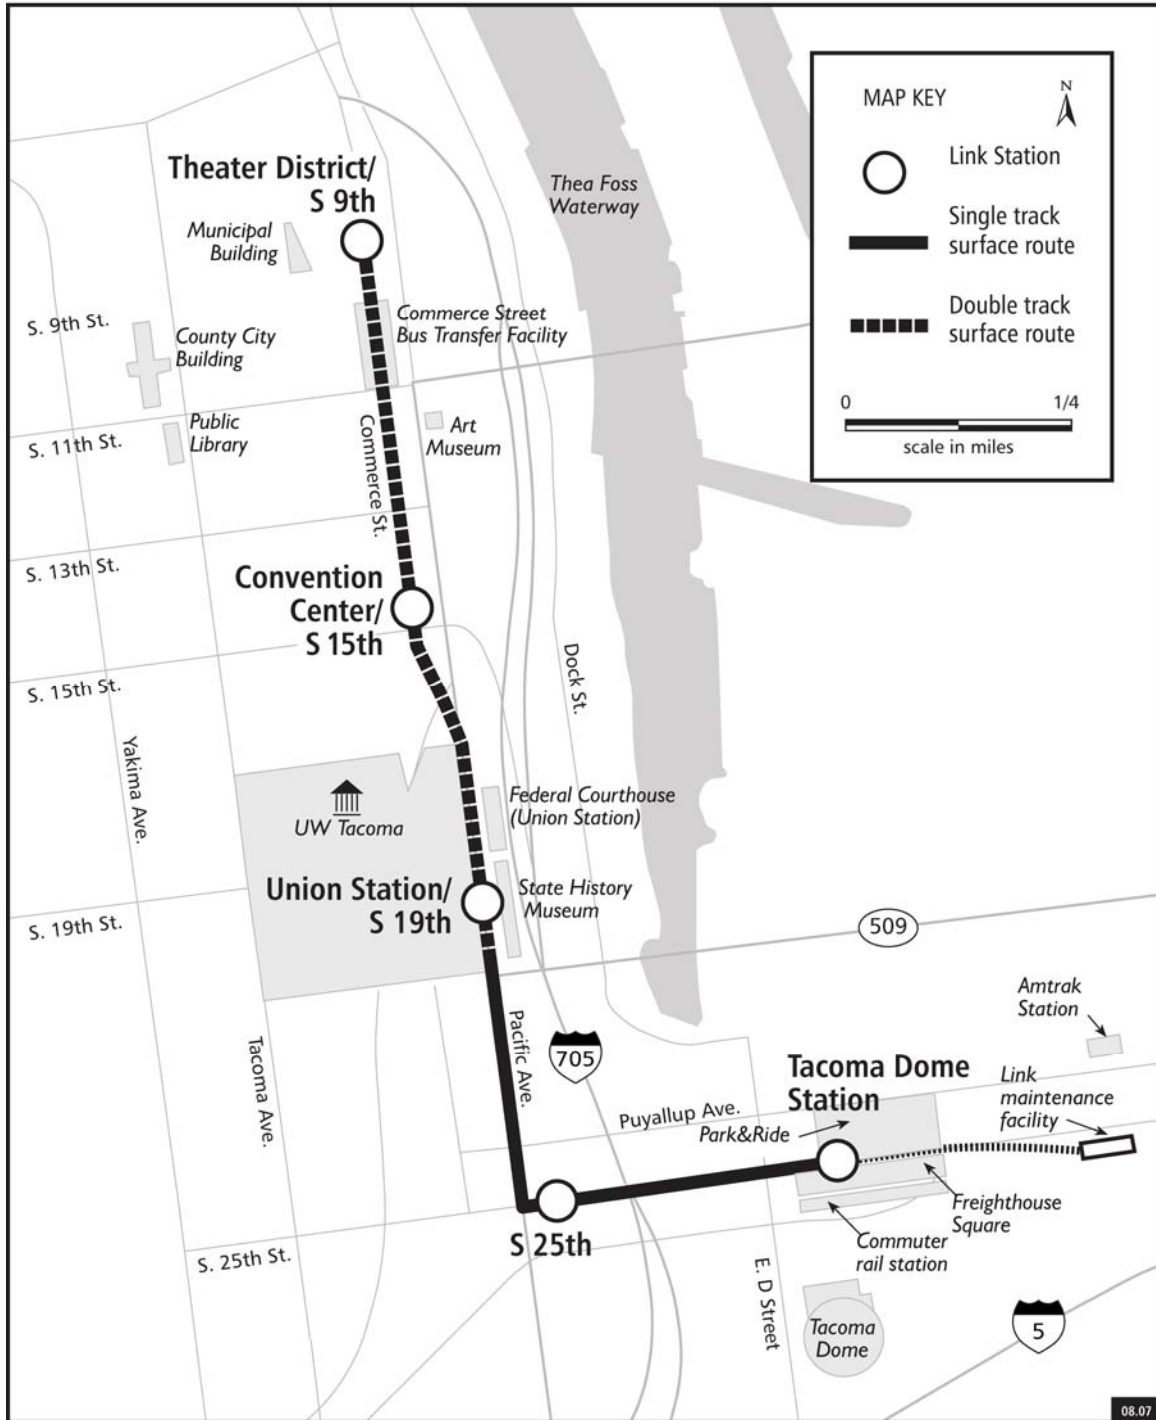 MAP KEY
N
Link Station
Single track
surface route
Double track
surface route
0 1/4
scale in miles
Theater District/
S 9th
Thea Foss
Waterway
Municipal
Building
S. 9th St.
County City
Building
Commerce Street
Bus Transfer Facility
Public
Library
Art
Museum
S. 11th St.
Commerce St.
S. 13th St.
Convention
Center/
S 15th
S. 15th St.
Dock St.
Yakima Ave.
UW Tacoma
Federal Courthouse
(Union Station)
Union Station/
S 19th
State History
Museum
S. 19th St.
509
Amtrak
Station
Pacific Ave.
705
Tacoma Ave.
Tacoma Dome
Station
Link
maintenance
facility
Puyallup Ave.
Park&Ride
Freighthouse
Square
S 25th
Commuter
rail station
S. 25th St.
E. D Street
Tacoma
Dome
5
08.07